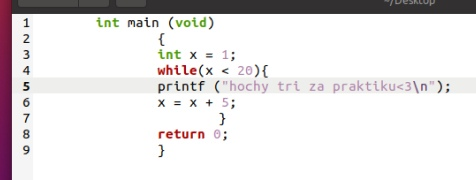 ~/Desktop
1 int main (void)
2 {
3 int x = 1;
4 while(x < 20){
5 printf ("hochy tri za praktiku<3\n");
6 x = x + 5;
7 }
8 return 0;
9 }